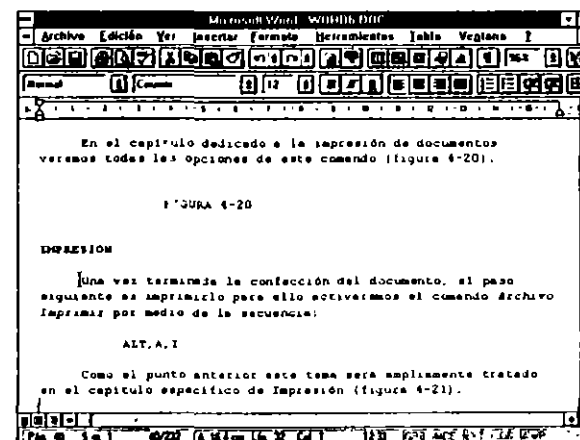 Microsoft Word - WORD6.DOC
Archivo Edición Ver Insertar Formato Herramientas Tabla Ventana ?
Normal Courier 12
En el capítulo dedicado a la impresión de documentos
veremos todas las opciones de este comando (figura 4-20).
FIGURA 4-20
IMPRESION
Una vez terminada la confección del documento, el paso
siguiente es imprimirlo para ello activaremos el comando Archivo
Imprimir por medio de la secuencia:
ALT,A,I
Como el punto anterior este tema será ampliamente tratado
en el capítulo específico de Impresión (figura 4-21).